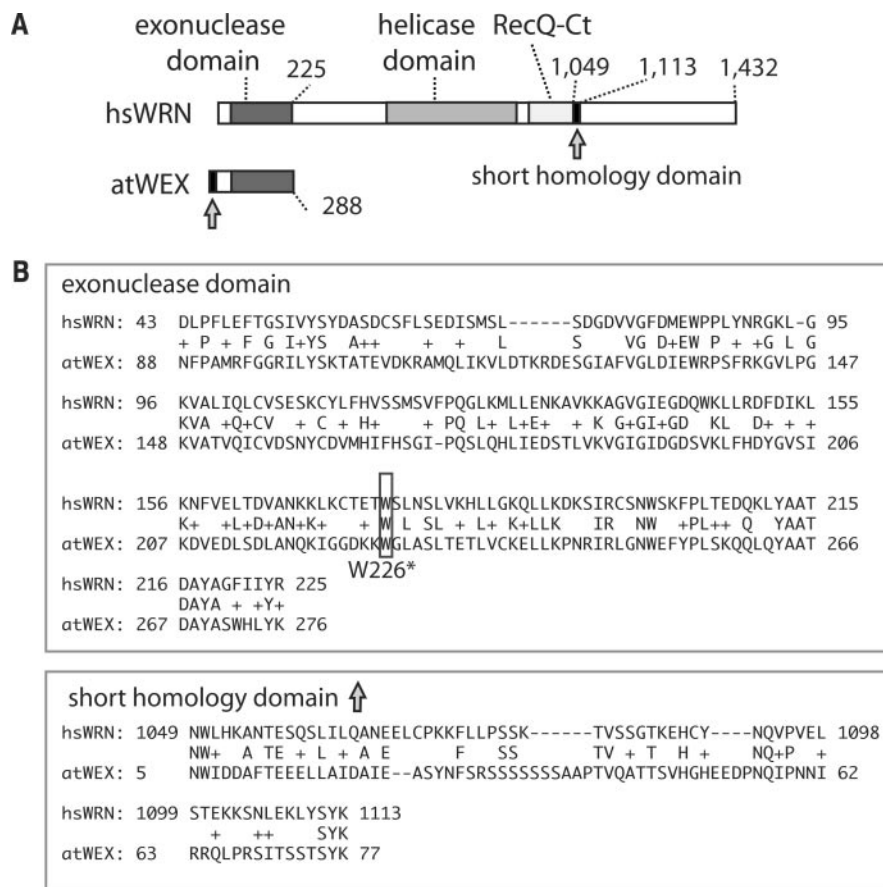 A
exonuclease domain
helicase domain
RecQ-Ct
225
1,049
1,113
1,432
hsWRN
short homology domain
atWEX
288
B
exonuclease domain
hsWRN: 43 DLPFLEFTGSIVYSYDASDCSFLSEDISMSL------SDGDVVGFDMEWPPLYNRGKL-G 95
+ P + F G I+YS A++ + + L S VG D+EW P + +G L G
atWEX: 88 NFPAMRFGGRILYSKTATEVDKRAMQLIKVLDTKRDESGIAFVGLDIEWRPSFRKGVLPG 147
hsWRN: 96 KVALIQLCVSESKCYLFHVSSMSVFPQGLKMLLENKAVKKAGVGIEGDQWKLLRDFDIKL 155
KVA +Q+CV + C + H+ + PQ L+ L+E+ + K G+GI+GD KL D + + +
atWEX: 148 KVATVQICVDSNYCDVMHIFHSGI-PQSLQHLIEDSTLVKVGIGIDGDSVKLFHDYGVSI 206
hsWRN: 156 KNFVELTDVANKKLKCTETWSLNSLVKHLLGKQLLKDKSIRCSNWSKFPLTEDQKLYAAT 215
K+ +L+D+AN+K+ + W L SL + L+ K+LLK IR NW +PL++ Q YAAT
atWEX: 207 KDVEDLSDLANQKIGGDKKWGLASLTETLVCKELLKPNRIRLGNWEFYPLSKQQLQYAAT 266
W226*
hsWRN: 216 DAYAGFIIYR 225
DAYA + +Y+
atWEX: 267 DAYASWHLYK 276
short homology domain
hsWRN: 1049 NWLHKANTESQSLILQANEELCPKKFLLPSSK------TVSSGTKEHCY----NQVPVEL 1098
NW+ A TE + L + A E F SS TV + T H + NQ+P +
atWEX: 5 NWIDDAFTEEELLAIDAIE--ASYNFSRSSSSSSSAAPTVQATTSVHGHEEDPNQIPNNI 62
hsWRN: 1099 STEKKSNLEKLYSYK 1113
+ ++ SYK
atWEX: 63 RRQLPRSITSSTSYK 77